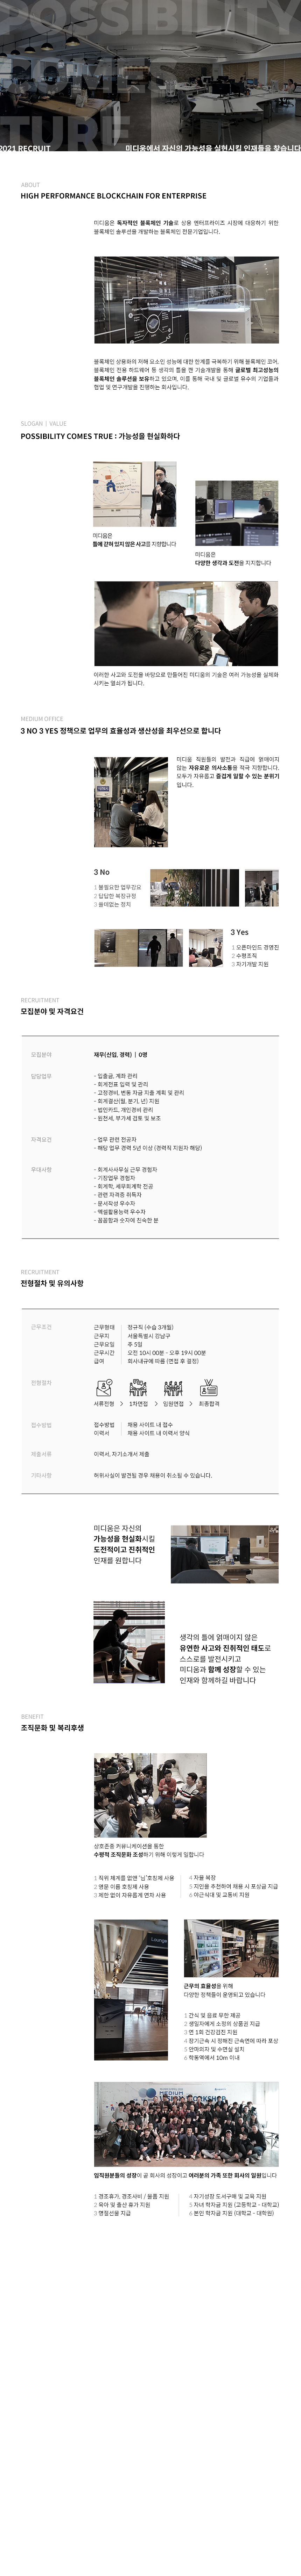 POSSIBILITY
COMES
TURE
2021 RECRUIT
미디움에서 자신의 가능성을 실현시킬 인재들을 찾습니다
ABOUT
HIGH PERFORMANCE BLOCKCHAIN FOR ENTERPRISE
미디움은 독자적인 블록체인 기술로 상용 엔터프라이즈 시장에 대응하기 위한
블록체인 솔루션을 개발하는 블록체인 전문기업입니다.
블록체인 상용화의 저해 요소인 성능에 대한 한계를 극복하기 위해 블록체인 코어,
블록체인 전용 하드웨어 등 생각의 틀을 깬 기술개발을 통해 글로벌 최고성능의
블록체인 솔루션을 보유하고 있으며, 이를 통해 국내 및 글로벌 유수의 기업들과
협업 및 연구개발을 진행하는 회사입니다.
SLOGAN | VALUE
POSSIBILITY COMES TRUE : 가능성을 현실화하다
미디움은
틀에 갇혀 있지 않은 사고를 지향합니다
미디움은
다양한 생각과 도전을 지지합니다
이러한 사고와 도전을 바탕으로 만들어진 미디움의 기술은 여러 가능성을 실체화
시키는 열쇠가 됩니다.
MEDIUM OFFICE
3 NO 3 YES 정책으로 업무의 효율성과 생산성을 최우선으로 합니다
미디움 직원들의 발언과 직급에 얽매이지
않는 자유로운 의사소통을 적극 지향합니다.
모두가 자유롭고 즐겁게 일할 수 있는 분위기
입니다.
3 No
1 불필요한 업무강요
2 답답한 복장규정
3 쓸데없는 정치
3 Yes
1 오픈마인드 경영진
2 수평조직
3 자기개발 지원
RECRUITMENT
모집분야 및 자격요건
모집분야
재무(신입, 경력) | 0명
담당업무
- 입출금, 계좌 관리
- 회계전표 입력 및 관리
- 고정경비, 변동 자금 지출 계획 및 관리
- 회계결산(월, 분기, 년) 지원
- 법인카드, 개인경비 관리
- 원천세, 부가세 검토 및 보조
자격요건
- 업무 관련 전공자
- 해당 업무 경력 5년 이상 (경력직 지원자 해당)
우대사항
- 회계사사무실 근무 경험자
- 기장업무 경험자
- 회계학, 세무회계학 전공
- 관련 자격증 취득자
- 문서작성 우수자
- 엑셀활용능력 우수자
- 꼼꼼함과 숫자에 친숙한 분
RECRUITMENT
전형절차 및 유의사항
근무조건
근무형태 정규직 (수습 3개월)
근무지 서울특별시 강남구
근무요일 주 5일
근무시간 오전 10시 00분 - 오후 19시 00분
급여 회사내규에 따름 (면접 후 결정)
전형절차
서류전형 > 1차면접 > 임원면접 > 최종합격
접수방법
접수방법 채용 사이트 내 접수
이력서 채용 사이트 내 이력서 양식
제출서류
이력서, 자기소개서 제출
기타사항
허위사실이 발견될 경우 채용이 취소될 수 있습니다.
미디움은 자신의
가능성을 현실화시킬
도전적이고 진취적인
인재를 원합니다
생각의 틀에 얽매이지 않은
유연한 사고와 진취적인 태도로
스스로를 발전시키고
미디움과 함께 성장할 수 있는
인재와 함께하길 바랍니다
BENEFIT
조직문화 및 복리후생
상호존중 커뮤니케이션을 통한
수평적 조직문화 조성하기 위해 이렇게 일합니다
1 직위 체계를 없앤 '님'호칭제 사용
2 영문 이름 호칭제 사용
3 제한 없이 자유롭게 연차 사용
4 자율 복장
5 지인을 추천하여 채용 시 포상금 지급
6 야근식대 및 교통비 지원
Lounge
근무의 효율성을 위해
다양한 정책들이 운영되고 있습니다
1 간식 및 음료 무한 제공
2 생일자에게 소정의 상품권 지급
3 연 1회 건강검진 지원
4 장기근속 시 정해진 근속연에 따라 포상
5 안마의자 및 수면실 설치
6 학동역에서 10m 이내
MEDIUM
임직원분들의 성장이 곧 회사의 성장이고 여러분의 가족 또한 회사의 일원입니다
1 경조휴가, 경조사비 / 물품 지원
2 육아 및 출산 휴가 지원
3 명절선물 지급
4 자기성장 도서구매 및 교육 지원
5 자녀 학자금 지원 (고등학교 - 대학교)
6 본인 학자금 지원 (대학교 - 대학원)